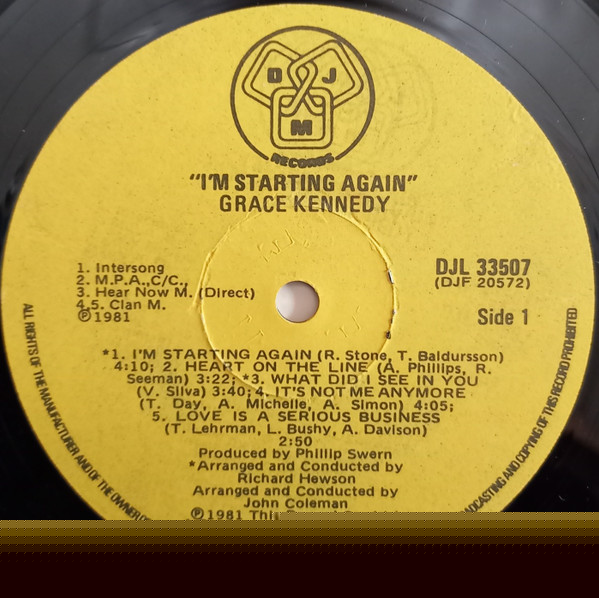 D J
M
RECORDS
"I'M STARTING AGAIN"
GRACE KENNEDY
1. Intersong
2. M.P.A.,C/C.,
3. Hear Now M. (Direct)
4,5. Clan M.
℗1981
DJL 33507
(DJF 20572)
Side 1
*1. I'M STARTING AGAIN (R. Stone, T. Baldursson)
4:10; 2. HEART ON THE LINE (A. Phillips, R.
Seeman) 3:22; *3. WHAT DID I SEE IN YOU
(V. Silva) 3:40; 4. IT'S NOT ME ANYMORE
(T. Day, A. Michelle, A. Simon) 4:05;
5. LOVE IS A SERIOUS BUSINESS
(T. Lehrman, L. Bushy, A. Davison)
2:50
Produced by Phillip Swern
*Arranged and Conducted by
Richard Hewson
Arranged and Conducted by
John Coleman
℗1981 This
ALL RIGHTS OF THE MANUFACTURER AND OF THE OWNER
BROADCASTING AND COPYING OF THIS RECORD PROHIBITED